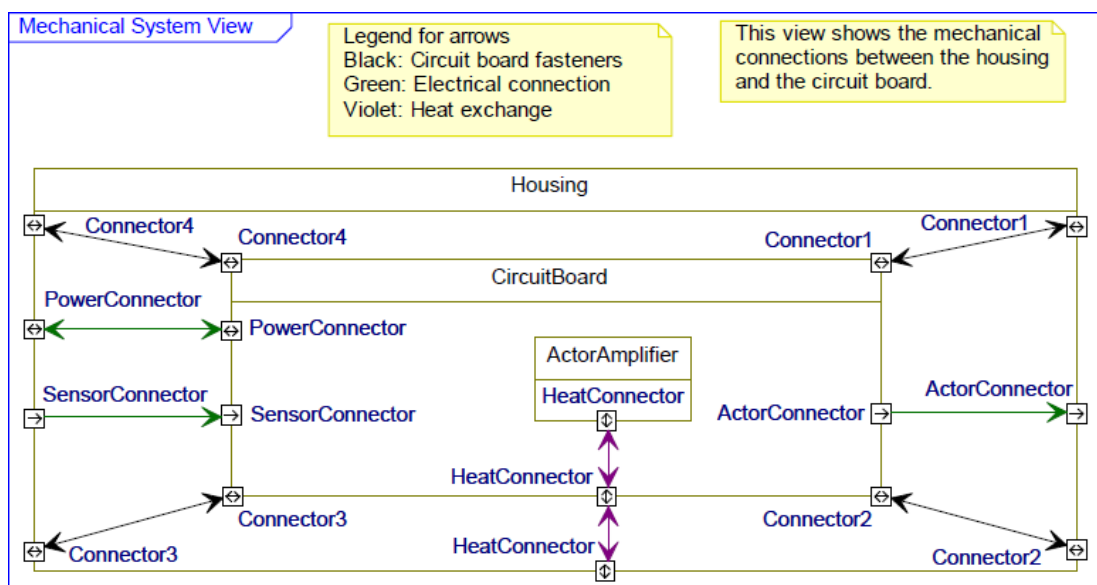 Mechanical System View
Legend for arrows
Black: Circuit board fasteners
Green: Electrical connection
Violet: Heat exchange
This view shows the mechanical
connections between the housing
and the circuit board.
Housing
Connector4
Connector1
Connector4
Connector1
CircuitBoard
PowerConnector
PowerConnector
ActorAmplifier
SensorConnector
HeatConnector
ActorConnector
SensorConnector
ActorConnector
HeatConnector
Connector3
Connector2
HeatConnector
Connector3
Connector2